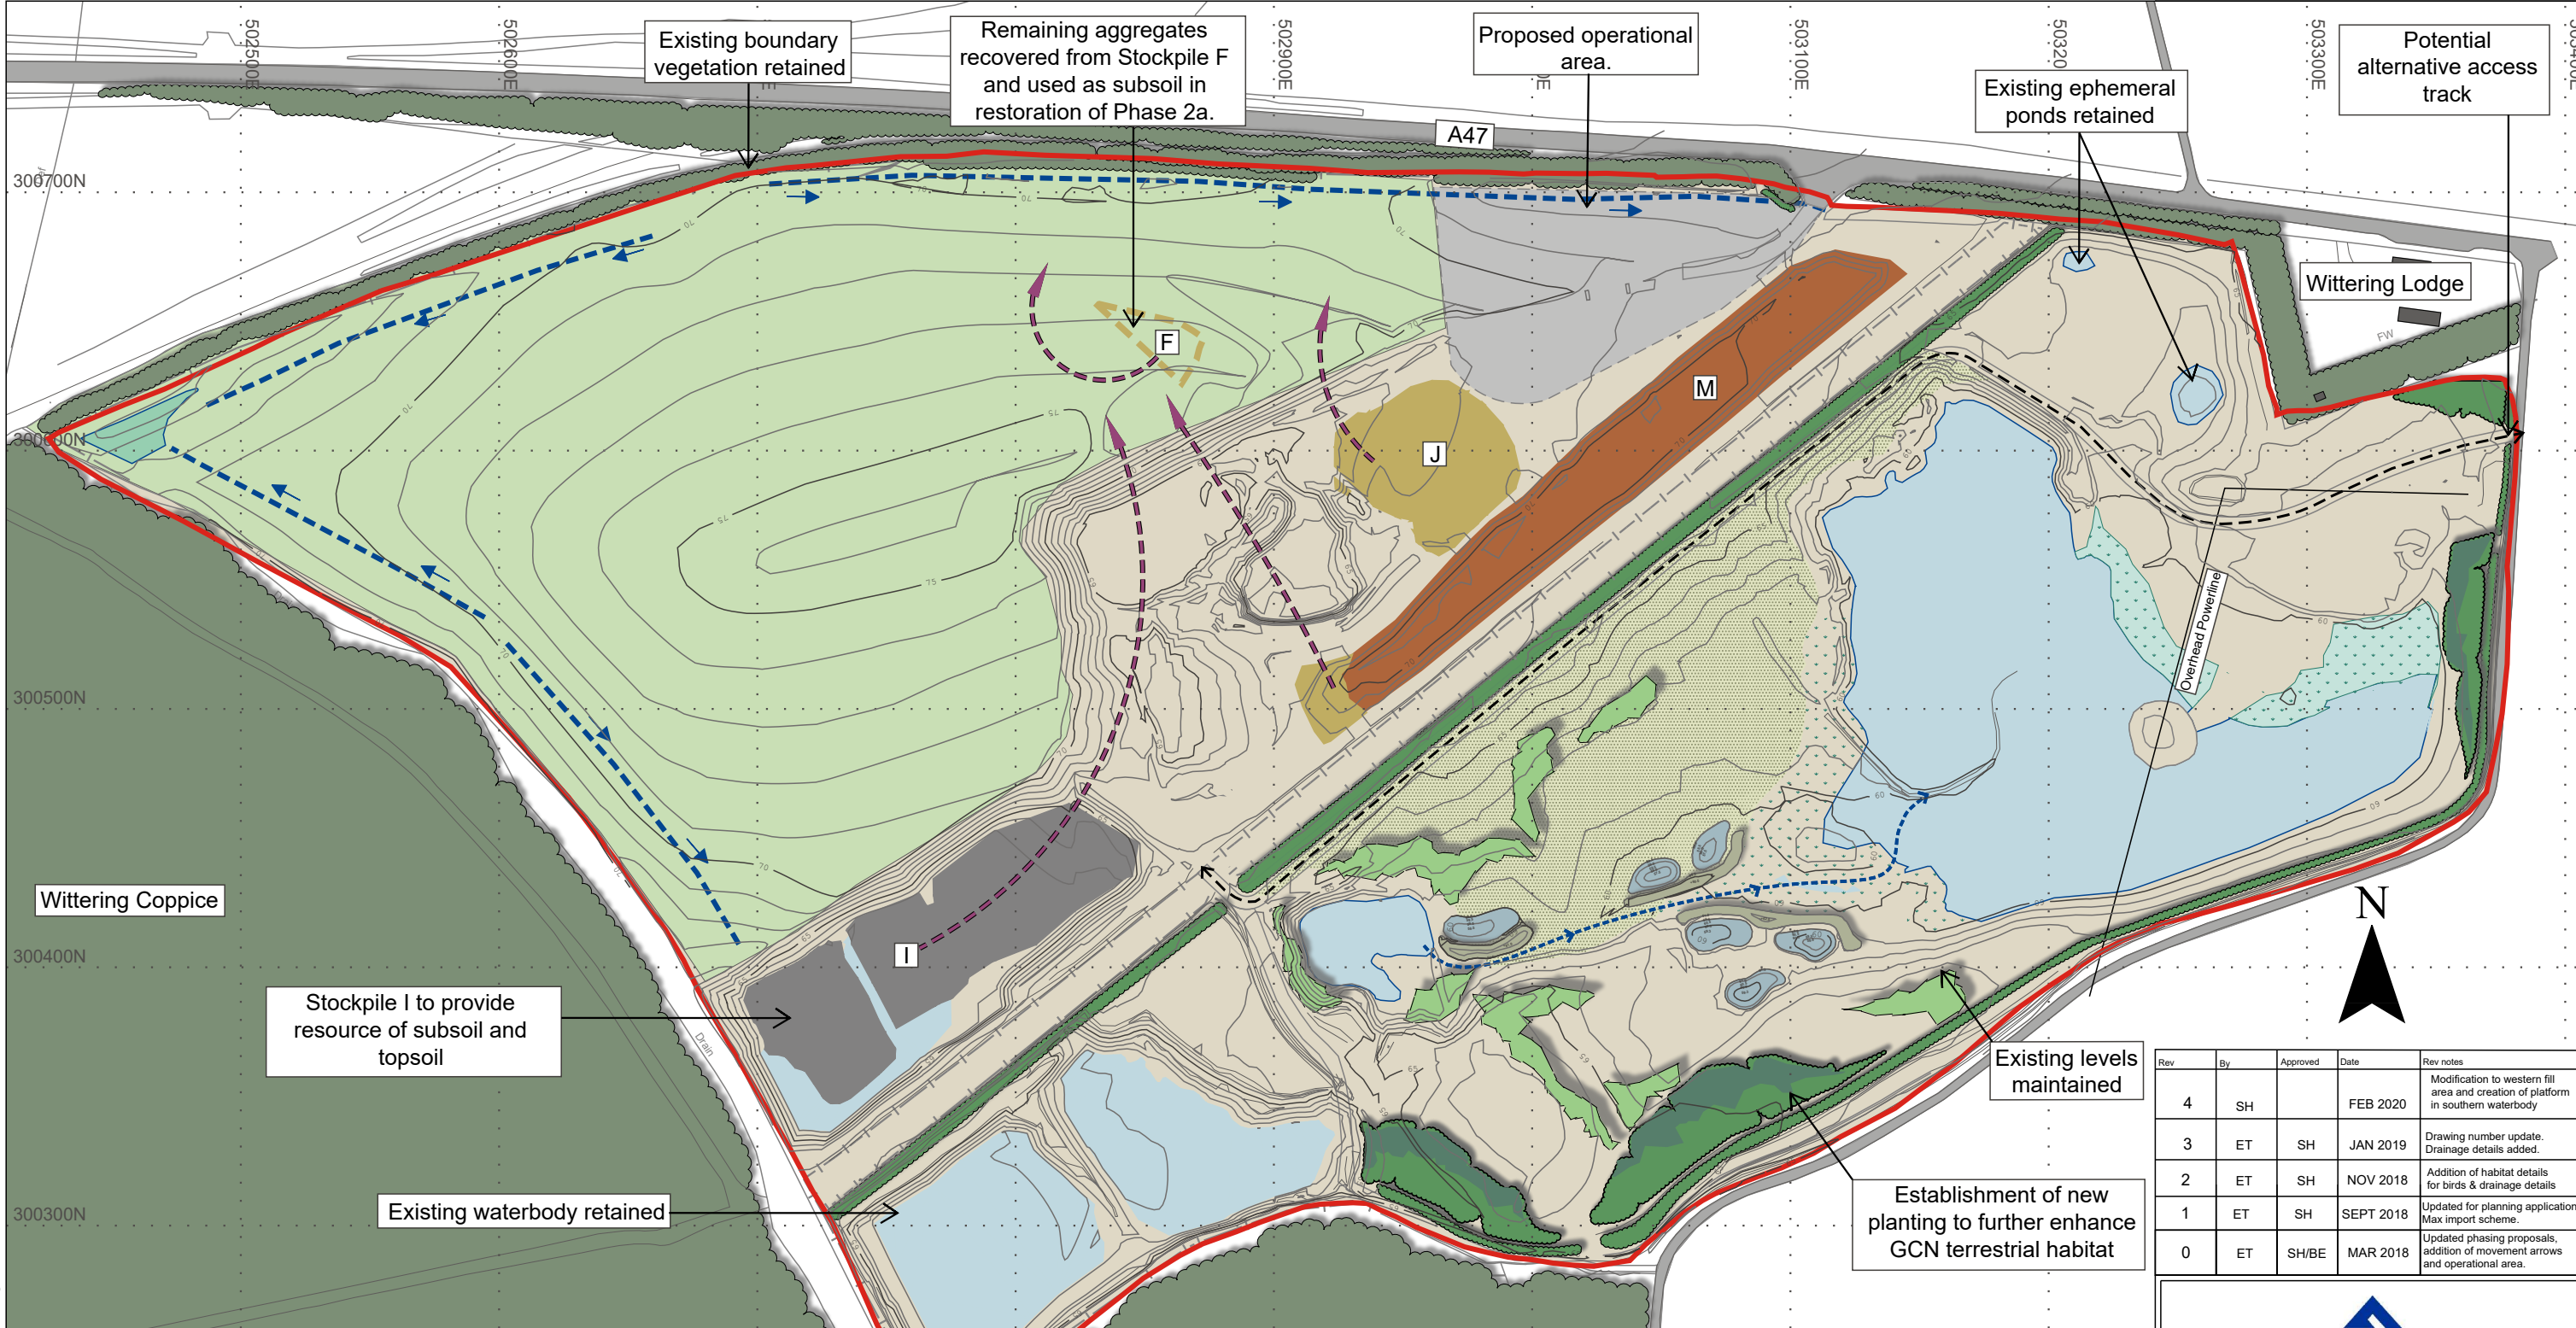 502500E
502600E
502900E
503100E
503200
503300E
Existing boundary
vegetation retained
Remaining aggregates
recovered from Stockpile F
and used as subsoil in
restoration of Phase 2a.
Proposed operational
area.
Existing ephemeral
ponds retained
Potential
alternative access
track
A47
300700N
Wittering Lodge
FW
F
M
J
300600N
Overhead Powerline
300500N
Wittering Coppice
I
300400N
Stockpile I to provide
resource of subsoil and
topsoil
Drain
N
Existing levels
maintained
Existing waterbody retained
300300N
Establishment of new
planting to further enhance
GCN terrestrial habitat
Rev By Approved Date Rev notes
4 SH FEB 2020 Modification to western fill
area and creation of platform
in southern waterbody
3 ET SH JAN 2019 Drawing number update.
Drainage details added.
2 ET SH NOV 2018 Addition of habitat details
for birds & drainage details
1 ET SH SEPT 2018 Updated for planning application
Max import scheme.
0 ET SH/BE MAR 2018 Updated phasing proposals,
addition of movement arrows
and operational area.